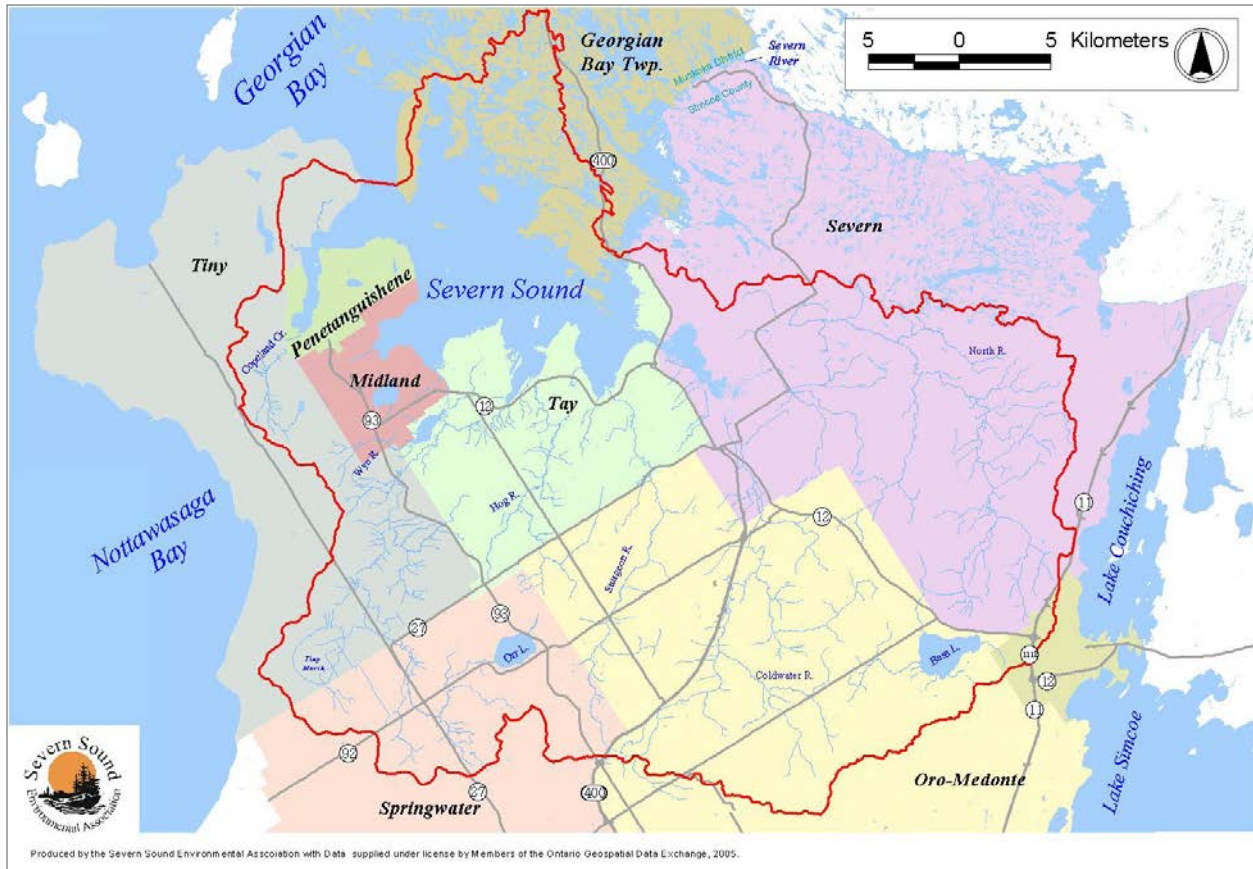 Georgian
Bay
Georgian
Bay Twp.
Muskoka District
Simcoe County
Severn
River
5 0 5 Kilometers
400
Severn
Tiny
Penetanguishene
Severn Sound
Copeland Cr.
North R.
Midland
Tay
12
93
Wye R.
Hog R.
11
12
Lake Couchiching
Nottawasaga
Bay
Sturgeon R.
93
27
Orr L.
Bass L.
Tiny
Marsh
Coldwater R.
12
11
92
27
400
Springwater
Oro-Medonte
Lake Simcoe
Severn Sound
Environmental Association
Produced by the Severn Sound Environmental Asscoiation with Data supplied under license by Members of the Ontario Geospatial Data Exchange, 2005.